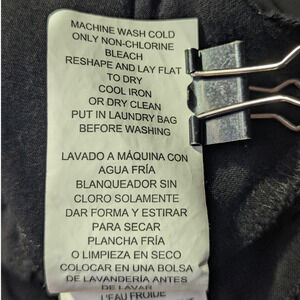 MACHINE WASH COLD
ONLY NON-CHLORINE
BLEACH
RESHAPE AND LAY FLAT
TO DRY
COOL IRON
OR DRY CLEAN
PUT IN LAUNDRY BAG
BEFORE WASHING
LAVADO A MÁQUINA CON
AGUA FRÍA
BLANQUEADOR SIN
CLORO SOLAMENTE
DAR FORMA Y ESTIRAR
PARA SECAR
PLANCHA FRÍA
O LIMPIEZA EN SECO
COLOCAR EN UNA BOLSA
DE LAVANDERÍA ANTES
DE LAVAR
L'EAU FROIDE